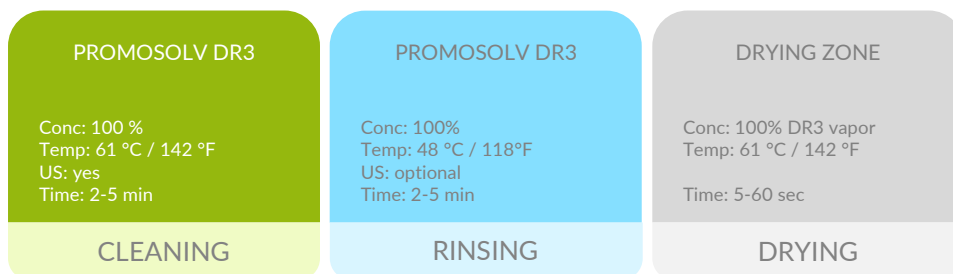 PROMOSOLV DR3
Conc: 100 %
Temp: 61 °C / 142 °F
US: yes
Time: 2-5 min
CLEANING
PROMOSOLV DR3
Conc: 100%
Temp: 48 °C / 118°F
US: optional
Time: 2-5 min
RINSING
DRYING ZONE
Conc: 100% DR3 vapor
Temp: 61 °C / 142 °F
Time: 5-60 sec
DRYING